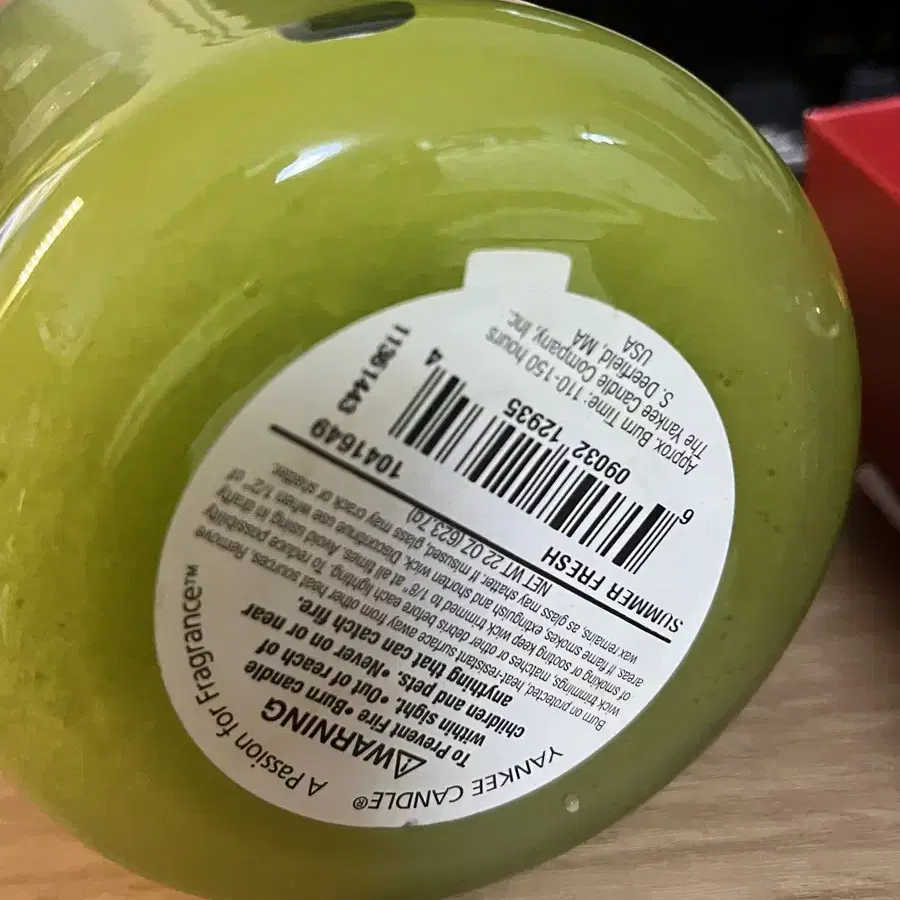 YANKEE CANDLE® A Passion for Fragrance™
⚠WARNING
To Prevent Fire • Burn candle
within sight. • Out of reach of
children and pets. • Never on or near
anything that can catch fire.
Burn on protected, heat-resistant surface away from other heat sources. Remove
wick trimmings, matches or other debris before each lighting. To reduce possibility
of smoking or sooting keep wick trimmed to 1/8" at all times. Avoid using in drafty
areas. If flame smokes, extinguish and shorten wick. Discontinue use when 1/2" of
wax remains as glass may shatter. If misused, glass may crack or shatter.
NET WT 22 OZ (623.7g)
SUMMER FRESH 1041649
6 09032 12935 4
11361443
Approx. Burn Time: 110-150 hours
The Yankee Candle Company, Inc.
S. Deerfield, MA
USA